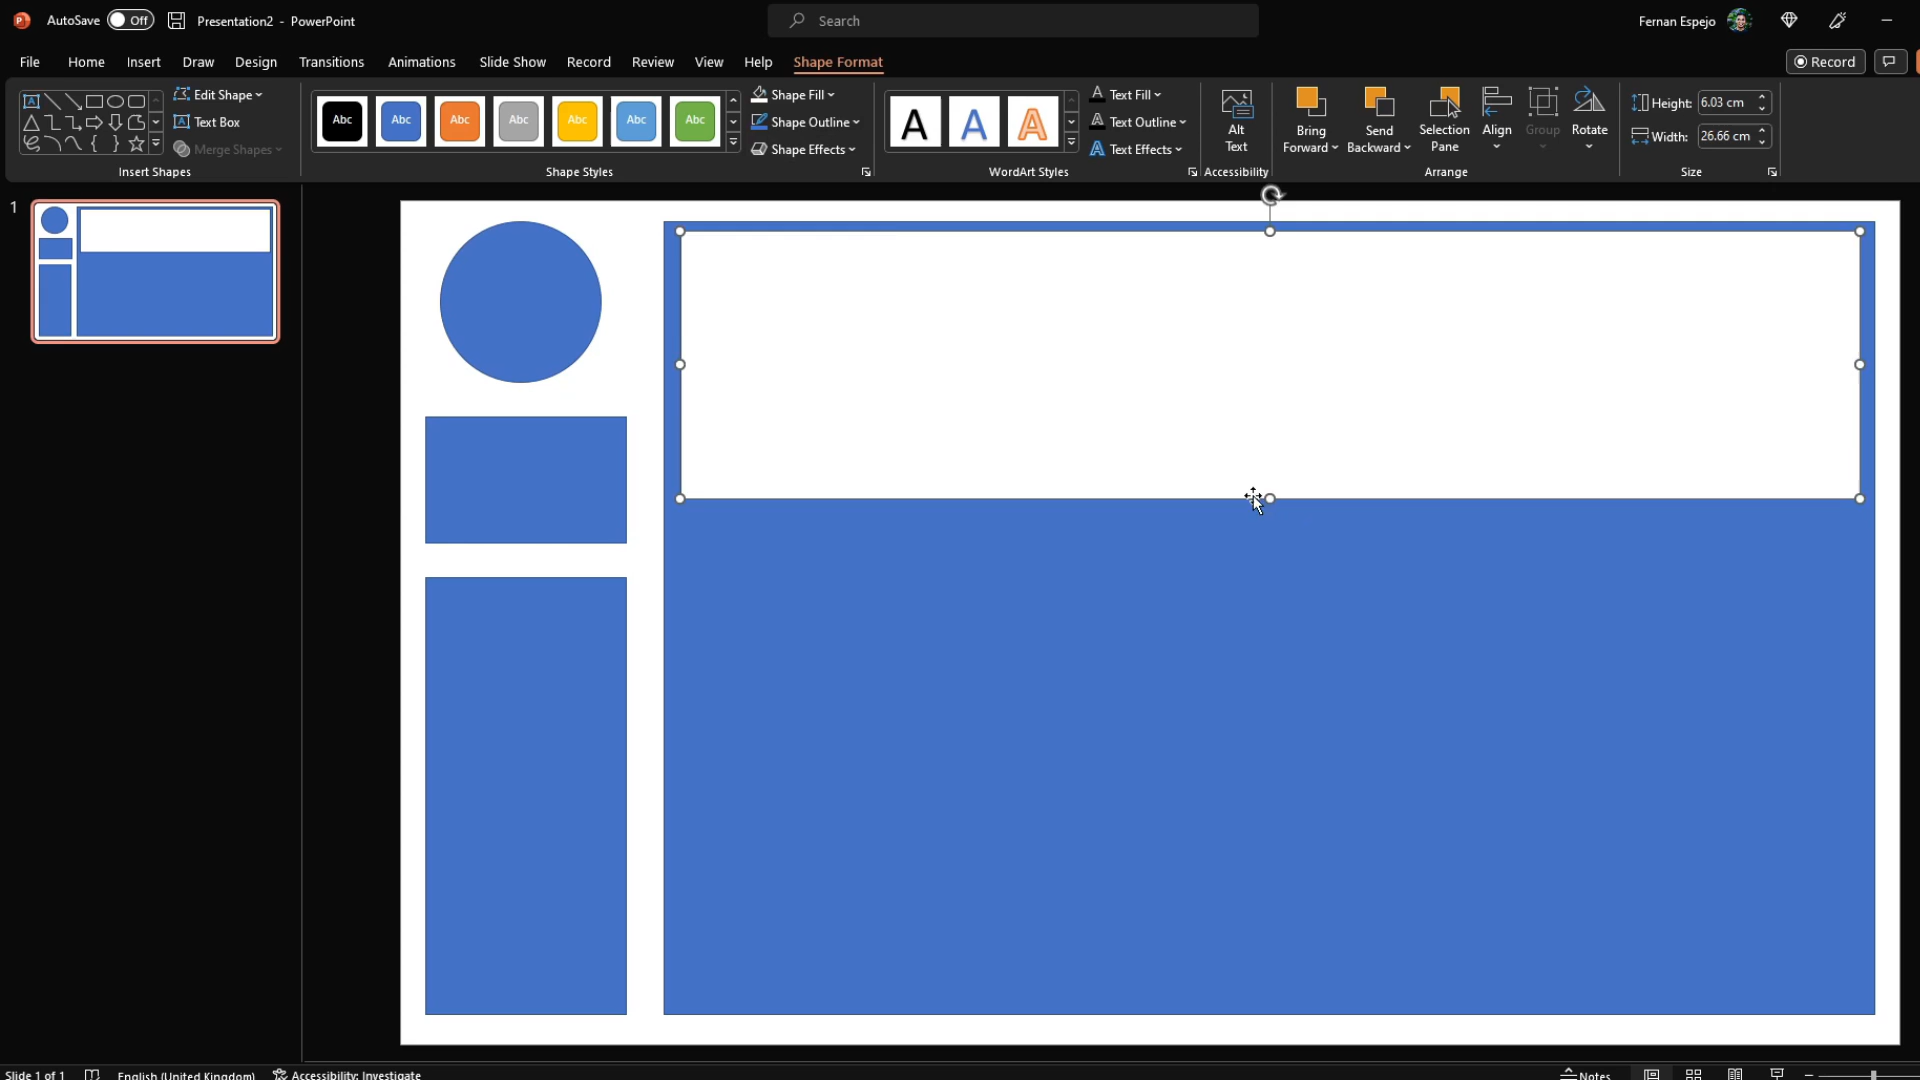 AutoSave Off Presentation2 - PowerPoint Search Fernan Espejo
File Home Insert Draw Design Transitions Animations Slide Show Record Review View Help Shape Format Record
Edit Shape
Text Box
Merge Shapes
Insert Shapes
Abc Abc Abc Abc Abc Abc Abc
Shape Fill
Shape Outline
Shape Effects
Shape Styles
A A A
Text Fill
Text Outline
Text Effects
WordArt Styles
Alt
Text
Accessibility
Bring
Forward
Send
Backward
Selection
Pane
Align
Group
Rotate
Arrange
Height: 6.03 cm
Width: 26.66 cm
Size
1
Slide 1 of 1 English (United Kingdom) Accessibility: Investigate Notes